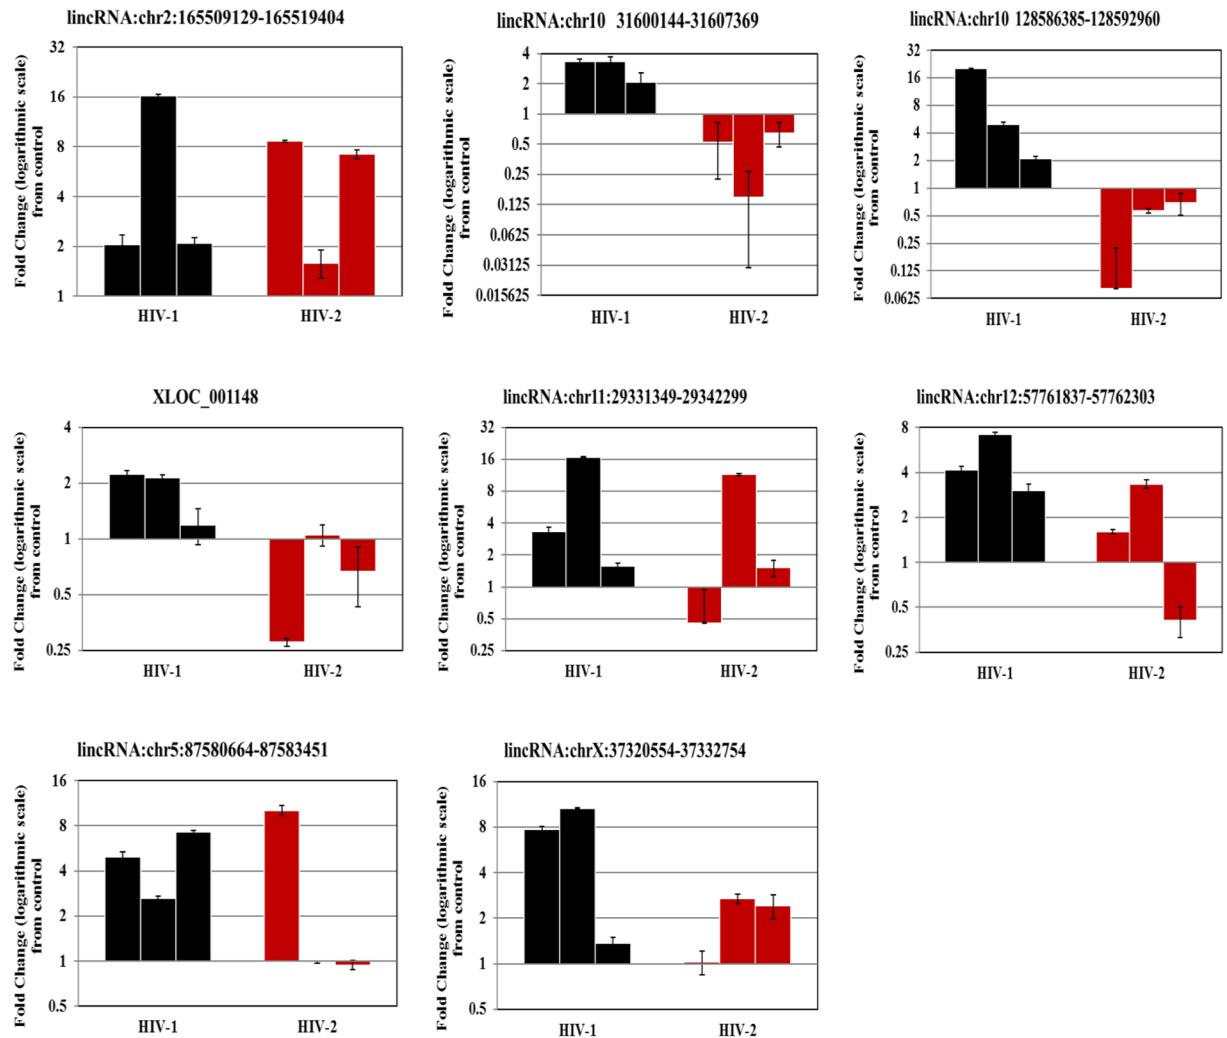 lincRNA:chr2:165509129-165519404
Fold Change (logarithmic scale)
from control
32
16
8
4
2
1
HIV-1
HIV-2
lincRNA:chr10 31600144-31607369
Fold Change (logarithmic scale)
from control
4
2
1
0.5
0.25
0.125
0.0625
0.03125
0.015625
HIV-1
HIV-2
lincRNA:chr10 128586385-128592960
Fold Change (logarithmic scale)
from control
32
16
8
4
2
1
0.5
0.25
0.125
0.0625
HIV-1
HIV-2
XLOC_001148
Fold Change (logarithmic scale)
from control
4
2
1
0.5
0.25
HIV-1
HIV-2
lincRNA:chr11:29331349-29342299
Fold Change (logarithmic scale)
from control
32
16
8
4
2
1
0.5
0.25
HIV-1
HIV-2
lincRNA:chr12:57761837-57762303
Fold Change (logarithmic scale)
from control
8
4
2
1
0.5
0.25
HIV-1
HIV-2
lincRNA:chr5:87580664-87583451
Fold Change (logarithmic scale)
from control
16
8
4
2
1
0.5
HIV-1
HIV-2
lincRNA:chrX:37320554-37332754
Fold Change (logarithmic scale)
from control
16
8
4
2
1
0.5
HIV-1
HIV-2